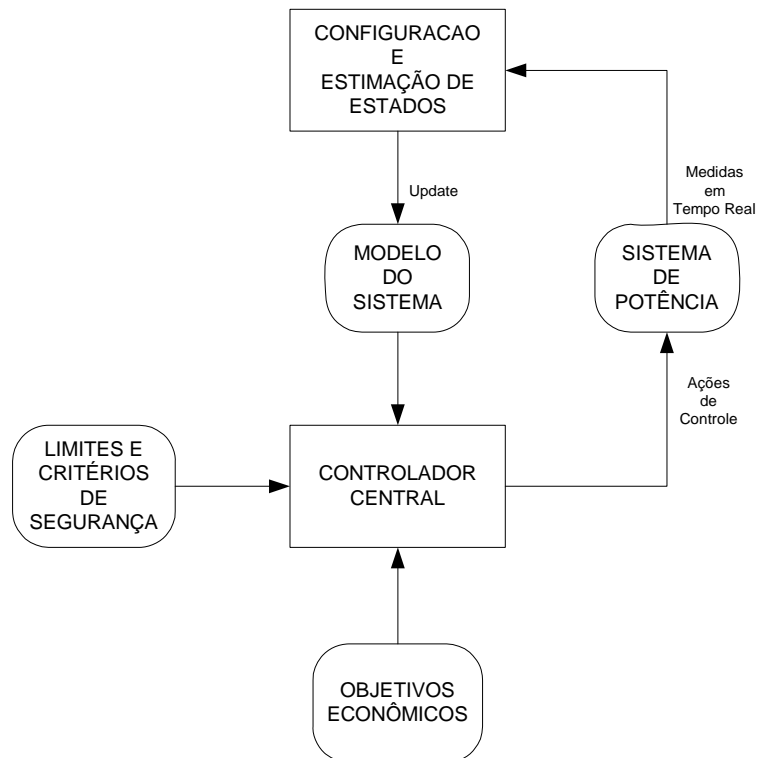 CONFIGURACAO
E
ESTIMAÇÃO DE
ESTADOS
Update
Medidas
em
Tempo Real
MODELO
DO
SISTEMA
SISTEMA
DE
POTÊNCIA
Ações
de
Controle
LIMITES E
CRITÉRIOS
DE
SEGURANÇA
CONTROLADOR
CENTRAL
OBJETIVOS
ECONÔMICOS